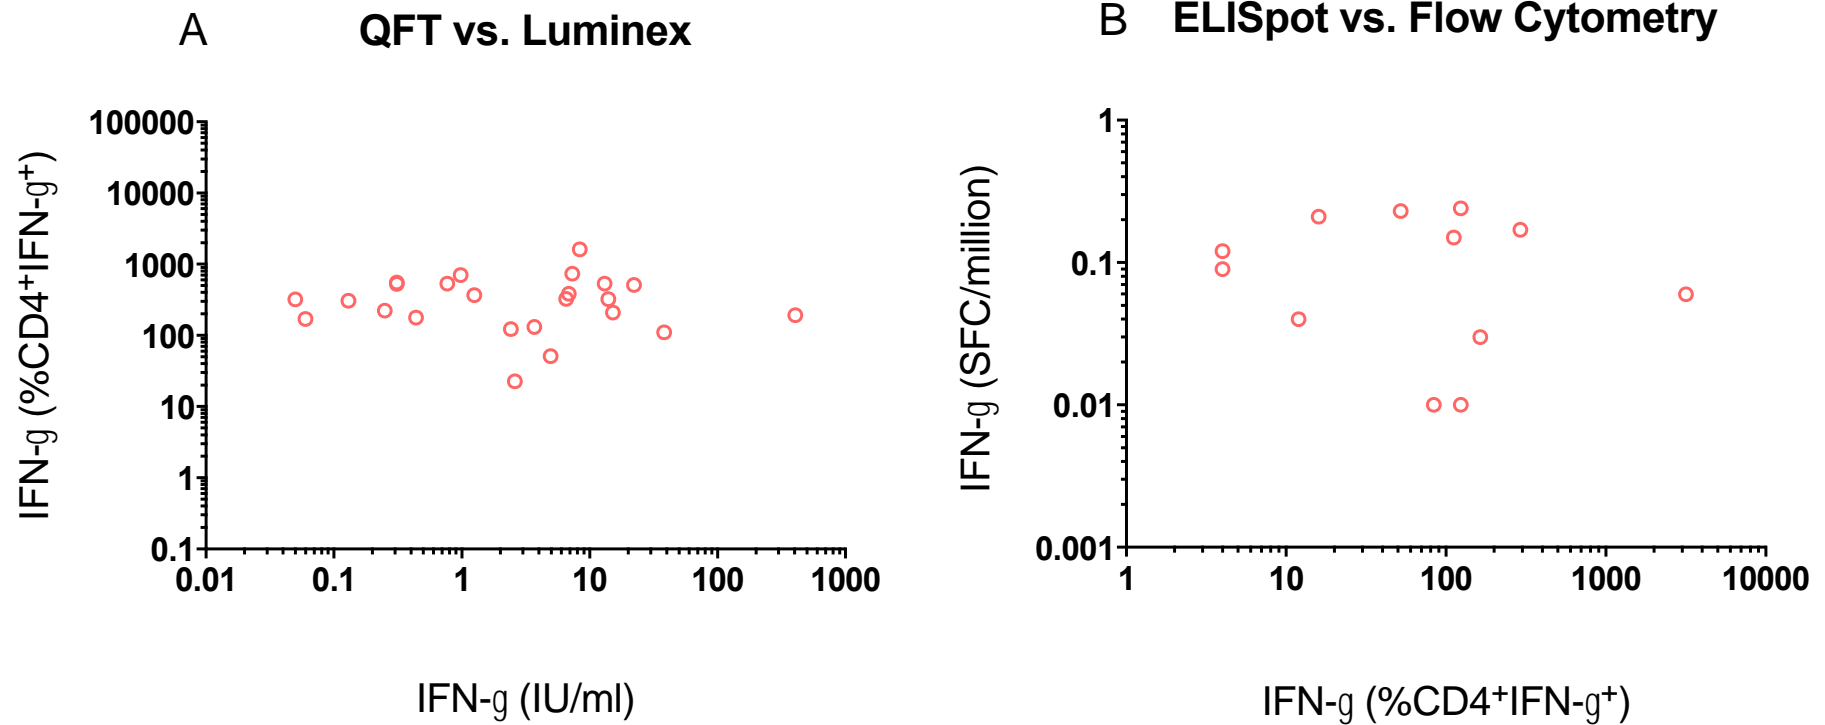 A
QFT vs. Luminex
IFN-g (%CD4⁺IFN-g⁺)
100000
10000
1000
100
10
1
0.1
0.01
0.1
1
10
100
1000
IFN-g (IU/ml)
B
ELISpot vs. Flow Cytometry
IFN-g (SFC/million)
1
0.1
0.01
0.001
1
10
100
1000
10000
IFN-g (%CD4⁺IFN-g⁺)